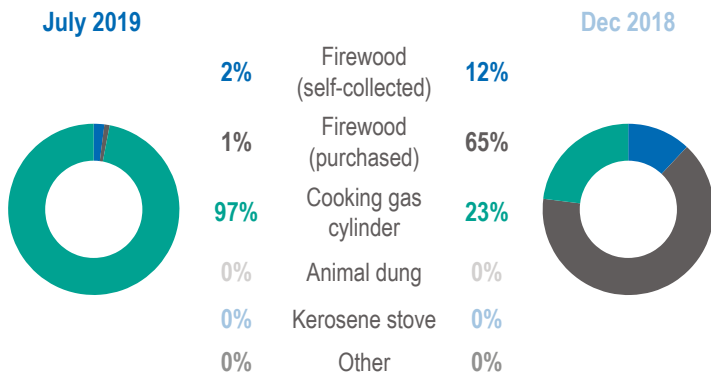 July 2019
Dec 2018
2%
Firewood
(self-collected)
12%
1%
Firewood
(purchased)
65%
97%
Cooking gas
cylinder
23%
0%
Animal dung
0%
0%
Kerosene stove
0%
0%
Other
0%